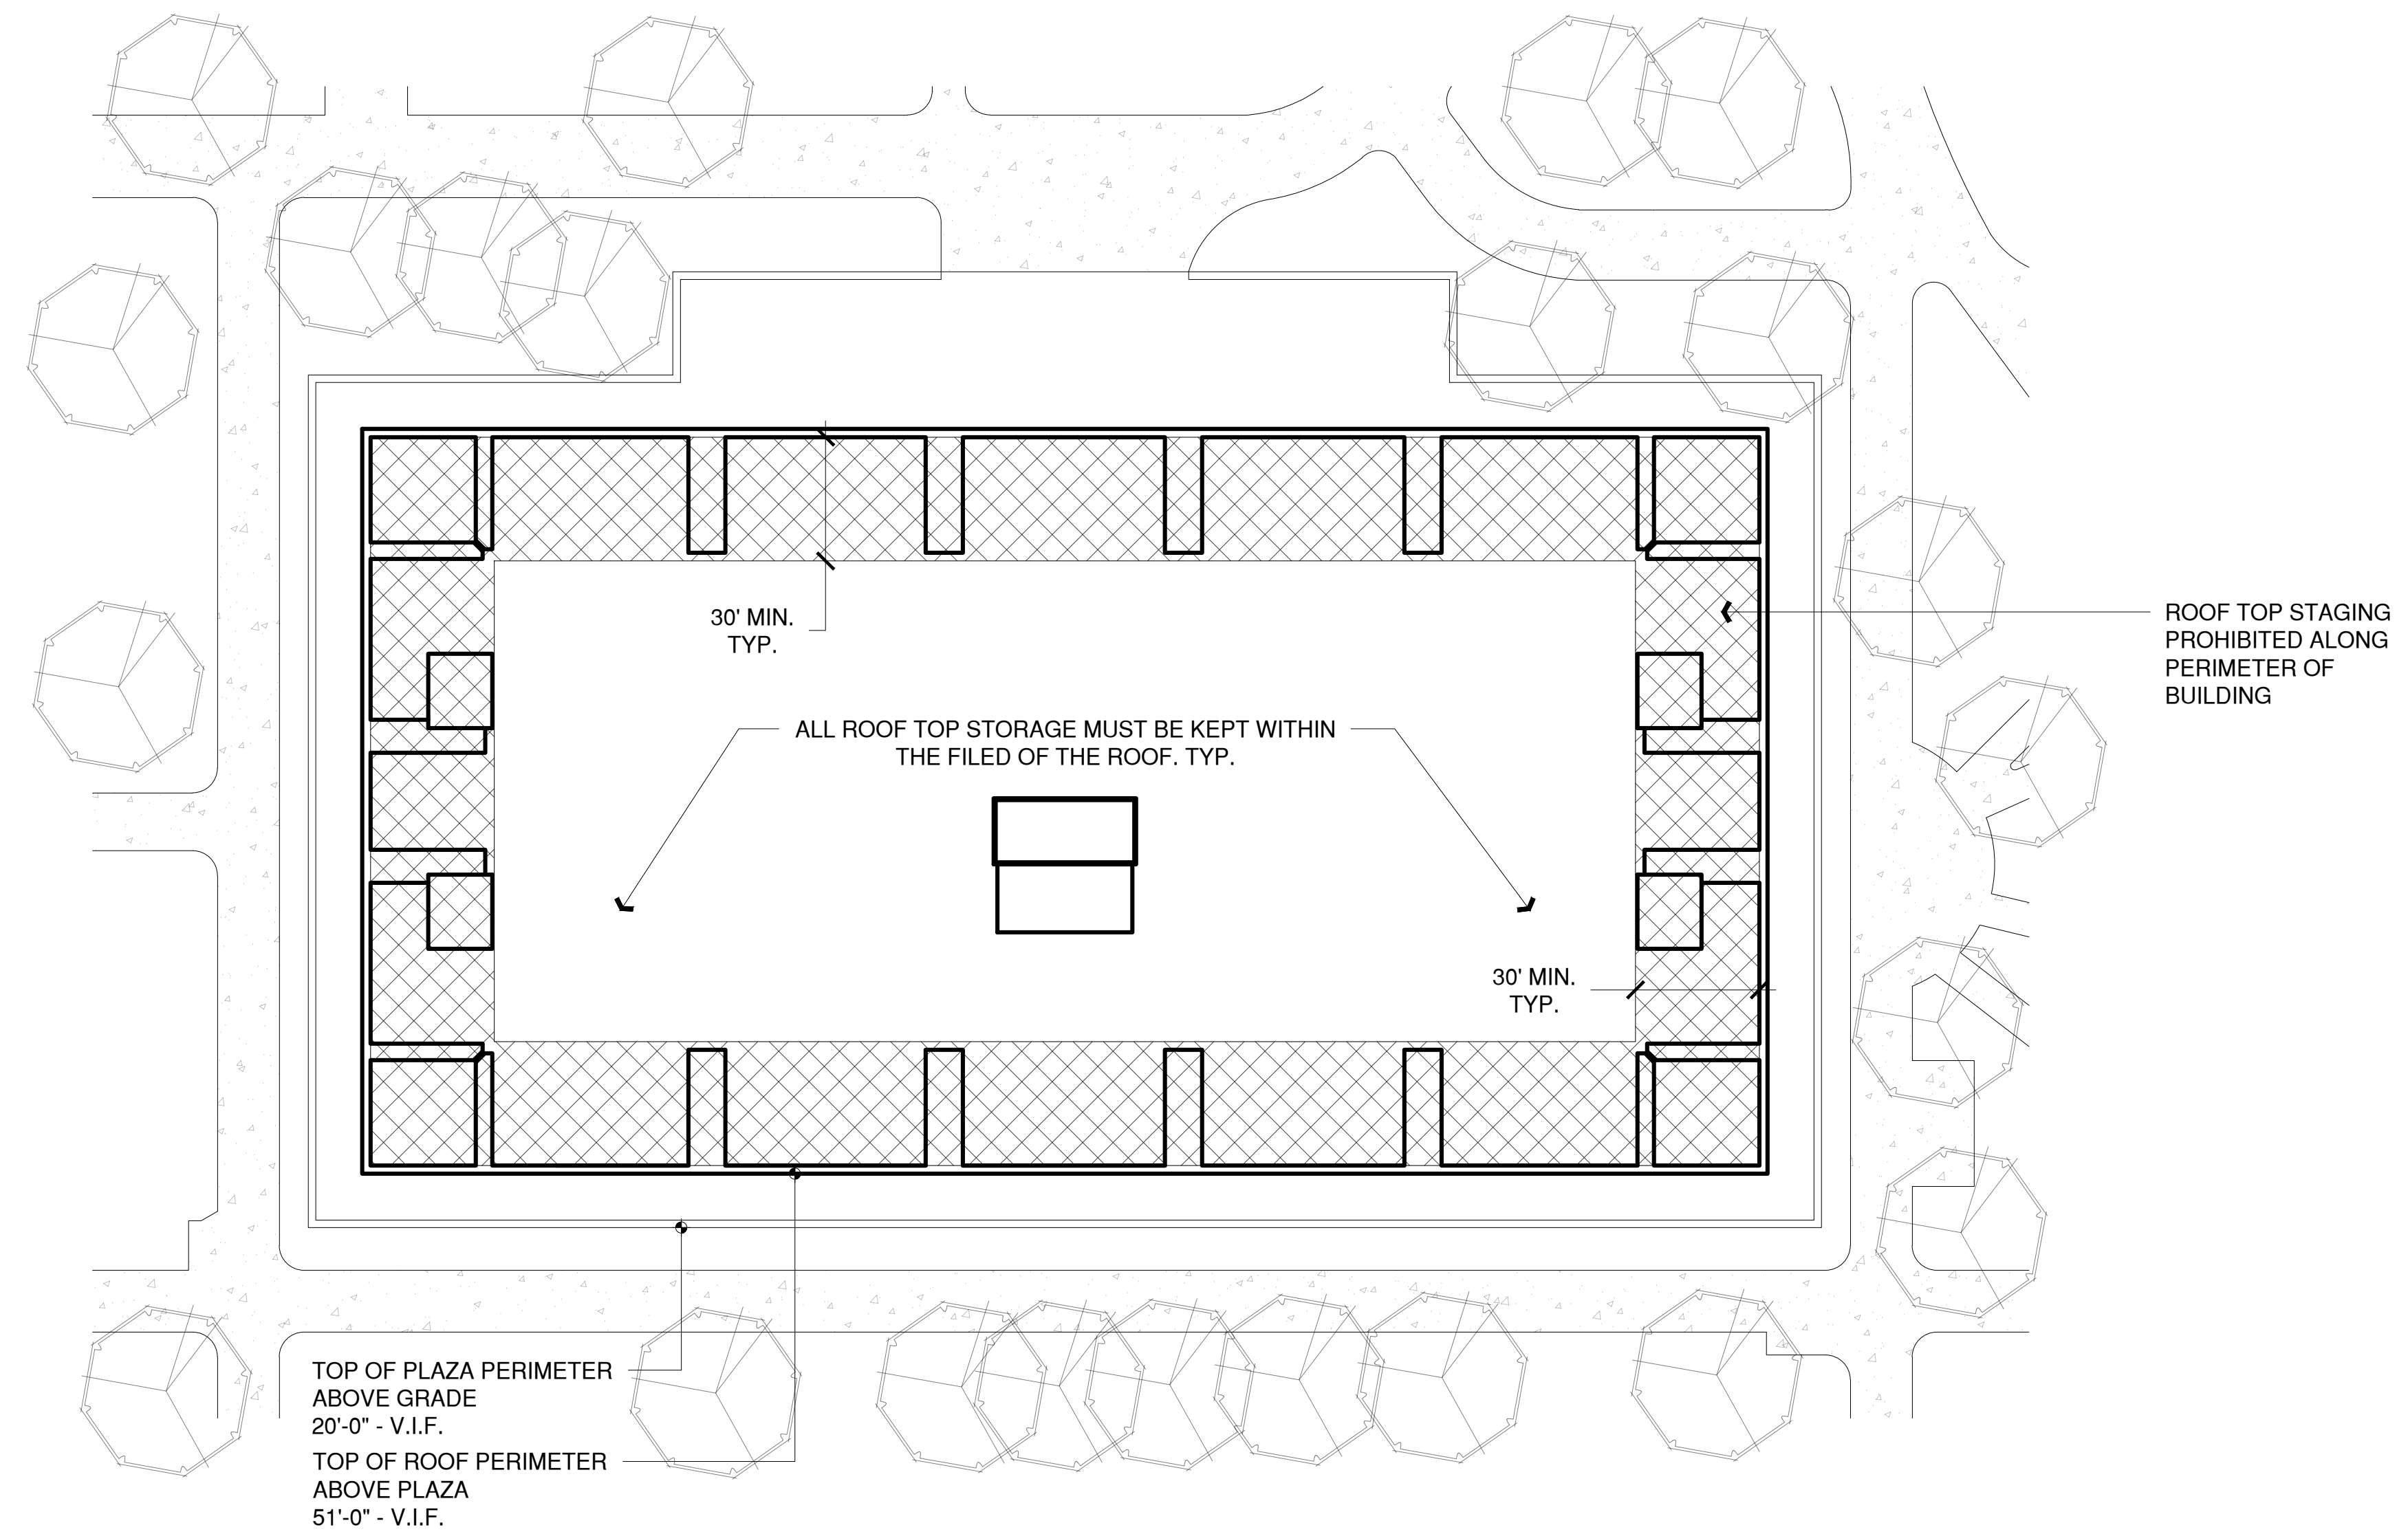 30' MIN.
TYP.
ROOF TOP STAGING
PROHIBITED ALONG
PERIMETER OF
BUILDING
ALL ROOF TOP STORAGE MUST BE KEPT WITHIN
THE FILED OF THE ROOF. TYP.
30' MIN.
TYP.
TOP OF PLAZA PERIMETER
ABOVE GRADE
20'-0" - V.I.F.
TOP OF ROOF PERIMETER
ABOVE PLAZA
51'-0" - V.I.F.